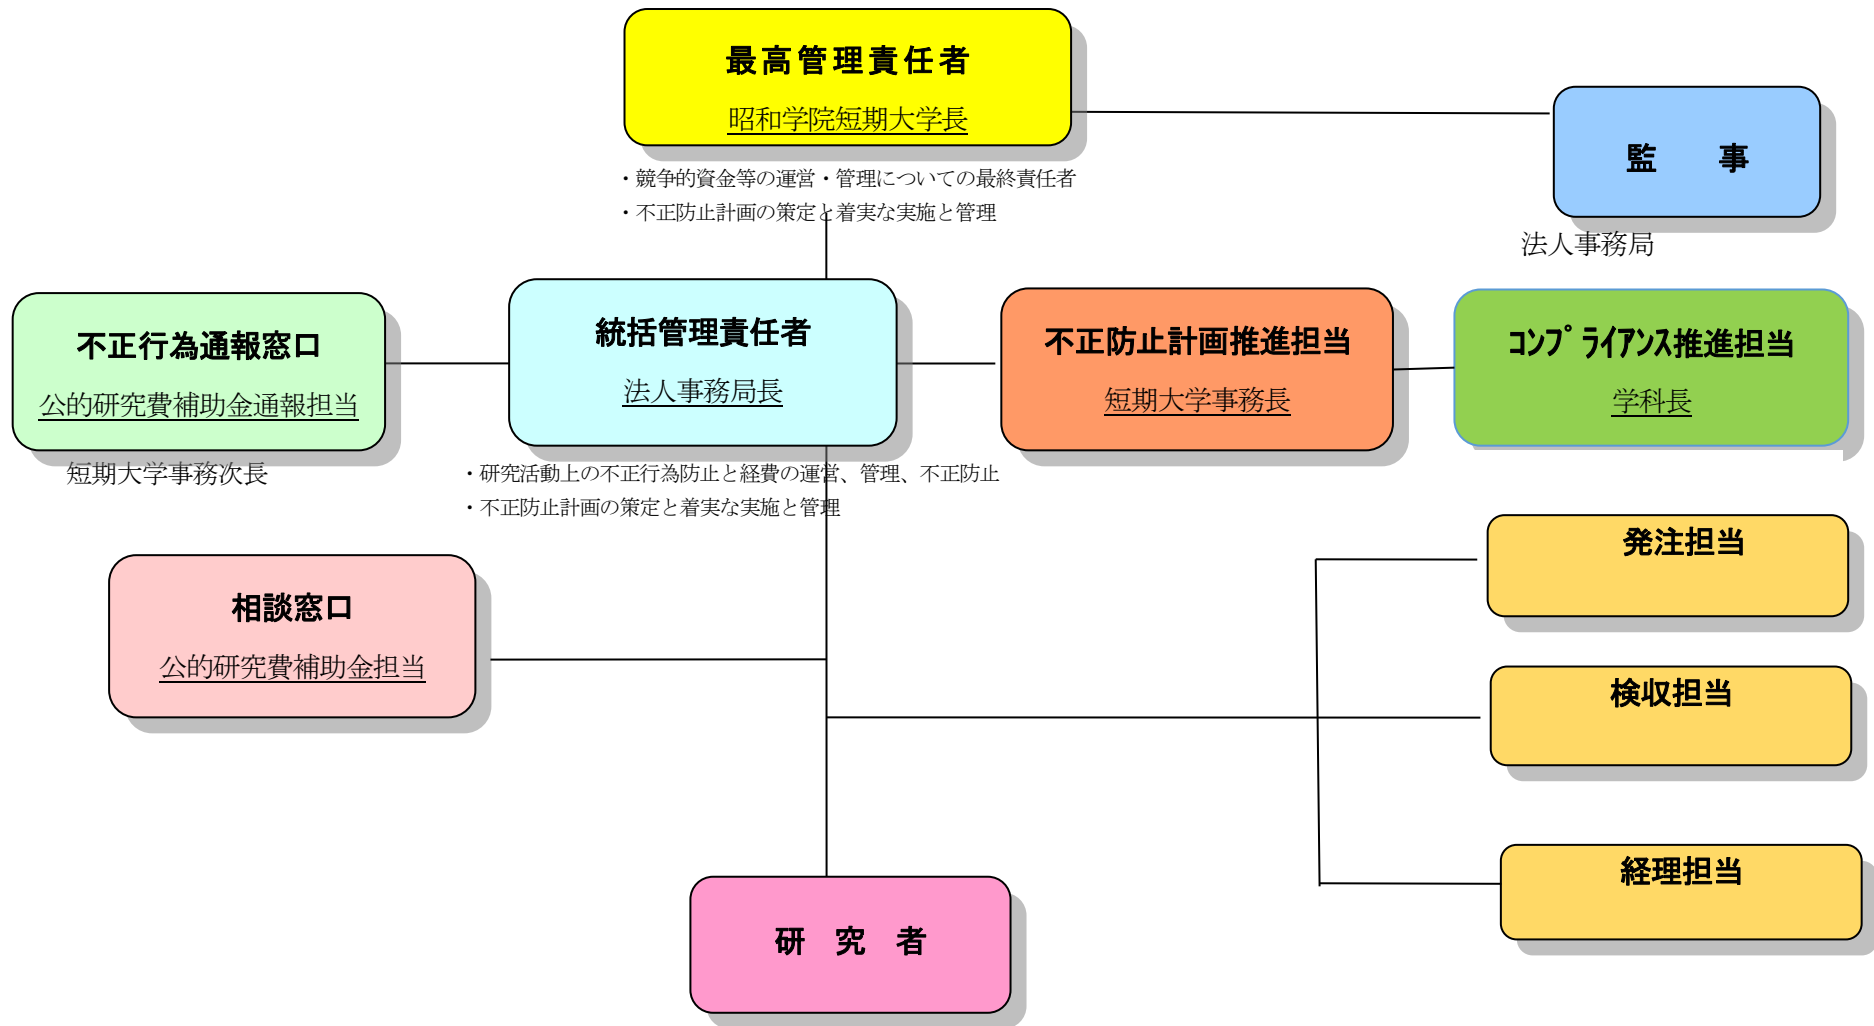 最高管理責任者
昭和学院短期大学長
・競争的資金等の運営・管理についての最終責任者
・不正防止計画の策定と着実な実施と管理
監　　事
法人事務局
不正行為通報窓口
公的研究費補助金通報担当
短期大学事務次長
統括管理責任者
法人事務局長
・研究活動上の不正行為防止と経費の運営、管理、不正防止
・不正防止計画の策定と着実な実施と管理
不正防止計画推進担当
短期大学事務長
ｺﾝﾌﾟﾗｲｱﾝｽ推進担当
学科長
相談窓口
公的研究費補助金担当
発注担当
検収担当
経理担当
研　究　者